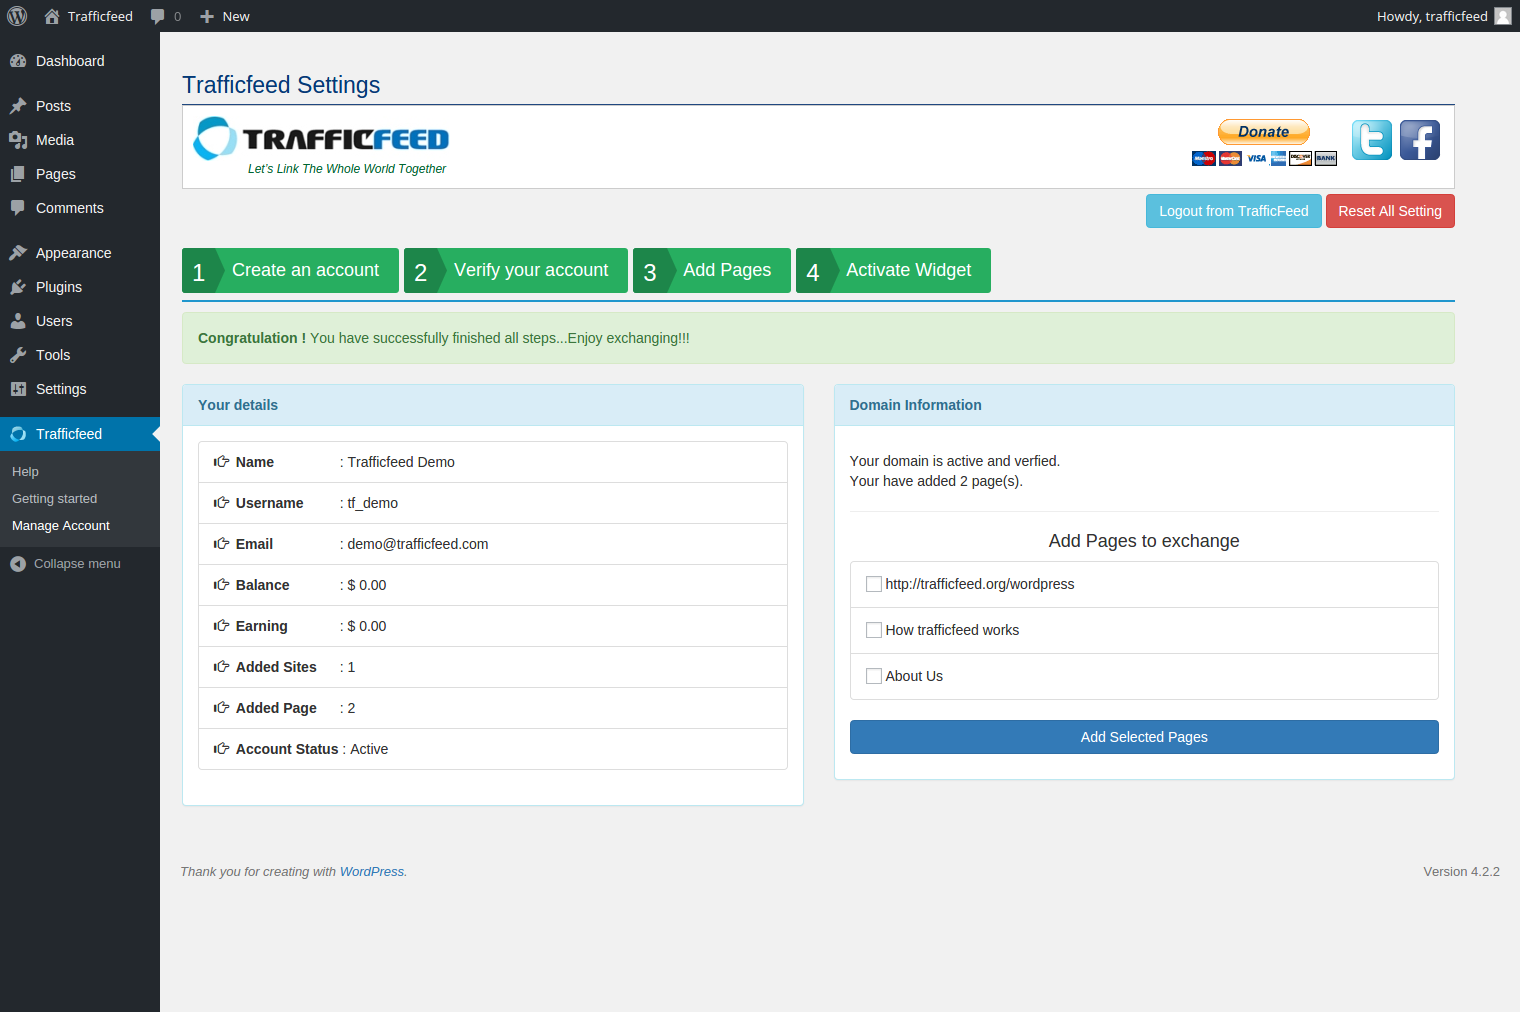 Trafficfeed 0 New Howdy, trafficfeed
Dashboard
Posts
Media
Pages
Comments
Appearance
Plugins
Users
Tools
Settings
Trafficfeed
Help
Getting started
Manage Account
Collapse menu
Trafficfeed Settings
TRAFFICFEED
Let's Link The Whole World Together
Donate
Maestro MasterCard VISA DISCOVER BANK
Logout from TrafficFeed Reset All Setting
1 Create an account 2 Verify your account 3 Add Pages 4 Activate Widget
Congratulation ! You have successfully finished all steps...Enjoy exchanging!!!
Your details
Name : Trafficfeed Demo
Username : tf_demo
Email : demo@trafficfeed.com
Balance : $ 0.00
Earning : $ 0.00
Added Sites : 1
Added Page : 2
Account Status : Active
Domain Information
Your domain is active and verfied.
Your have added 2 page(s).
Add Pages to exchange
http://trafficfeed.org/wordpress
How trafficfeed works
About Us
Add Selected Pages
Thank you for creating with WordPress.
Version 4.2.2